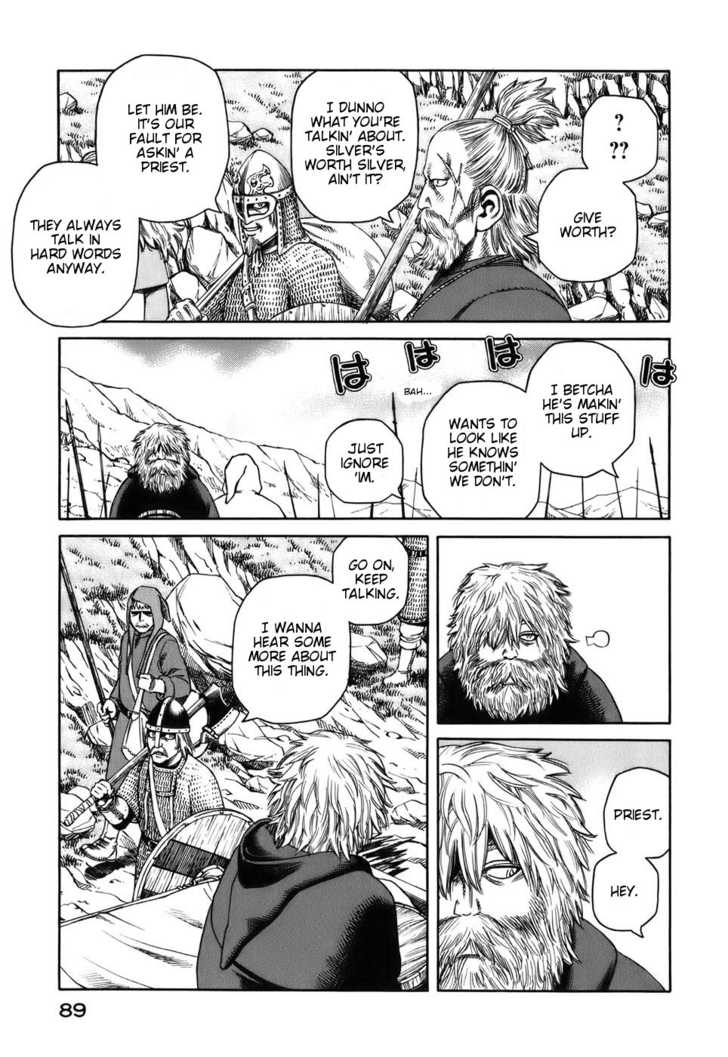 ?
??
GIVE
WORTH?
I DUNNO
WHAT YOU'RE
TALKIN' ABOUT.
SILVER'S
WORTH SILVER,
AIN'T IT?
LET HIM BE.
IT'S OUR
FAULT FOR
ASKIN' A
PRIEST.
THEY ALWAYS
TALK IN
HARD WORDS
ANYWAY.
は
は
は
は
I BETCHA
HE'S MAKIN'
THIS STUFF
UP.
WANTS TO
LOOK LIKE
HE KNOWS
SOMETHIN'
WE DON'T.
BAH...
JUST
IGNORE
'IM.
PRIEST.
HEY.
GO ON,
KEEP
TALKING.
I WANNA
HEAR SOME
MORE ABOUT
THIS THING.
89